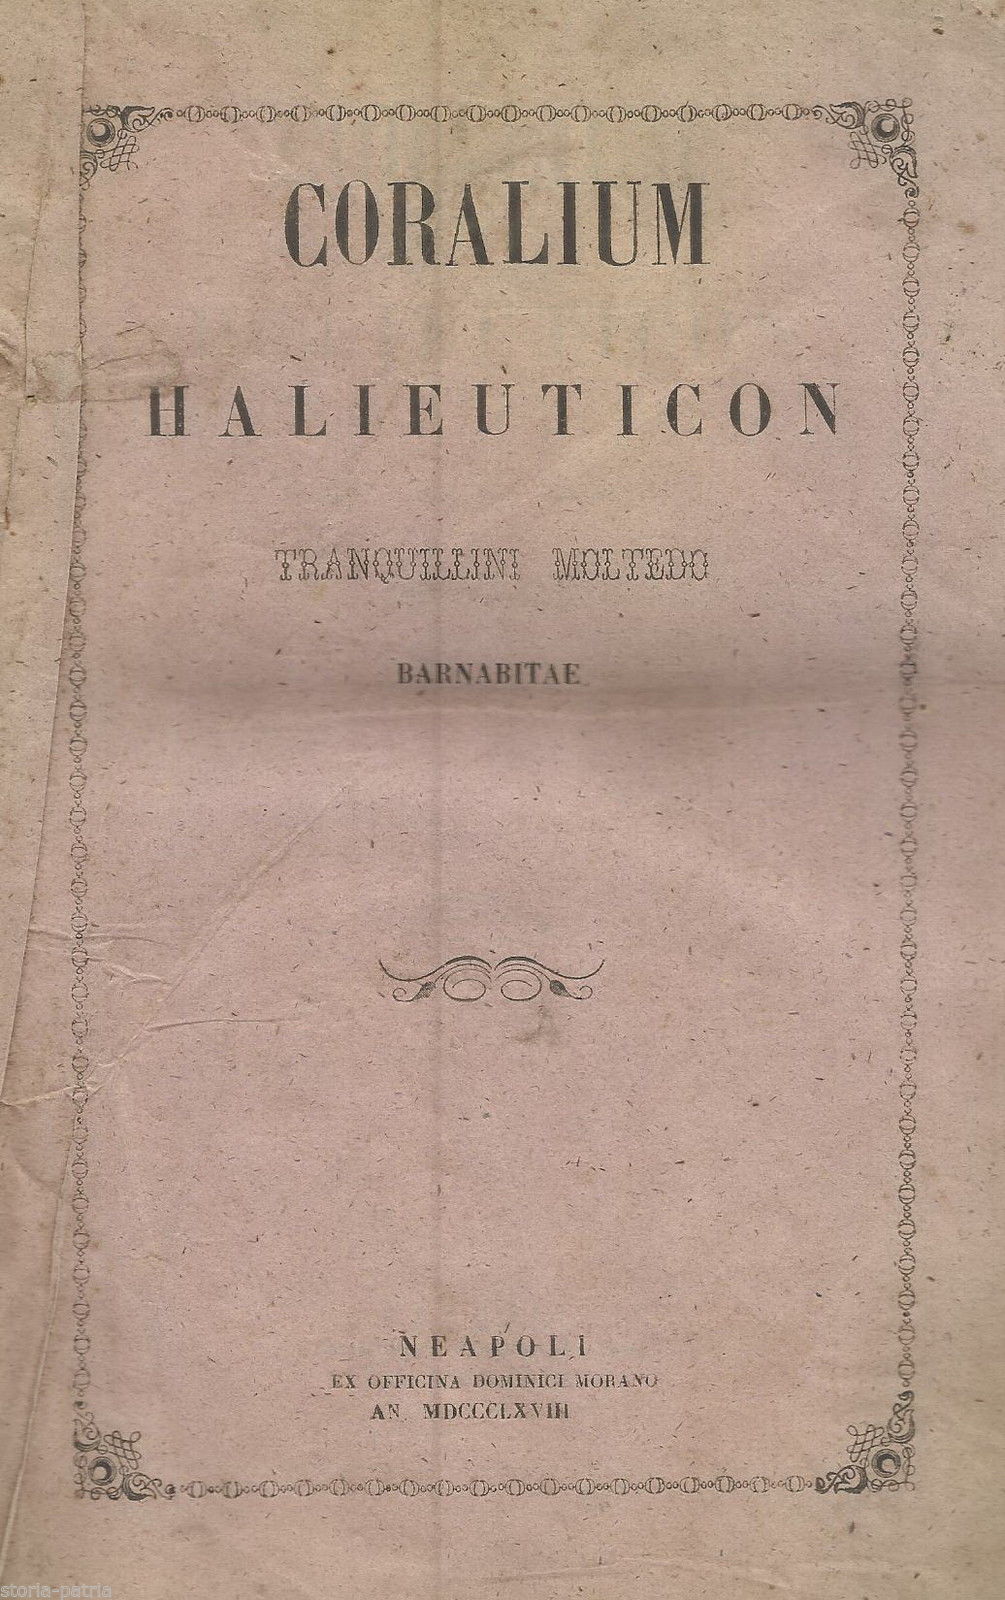 CORALIUM
HALIEUTICON
TRANQUILLINI MOLTEDO
BARNABITAE
NEAPOLI
EX OFFICINA DOMINICI MORANO
AN. MDCCCLXVIII
storia-patria